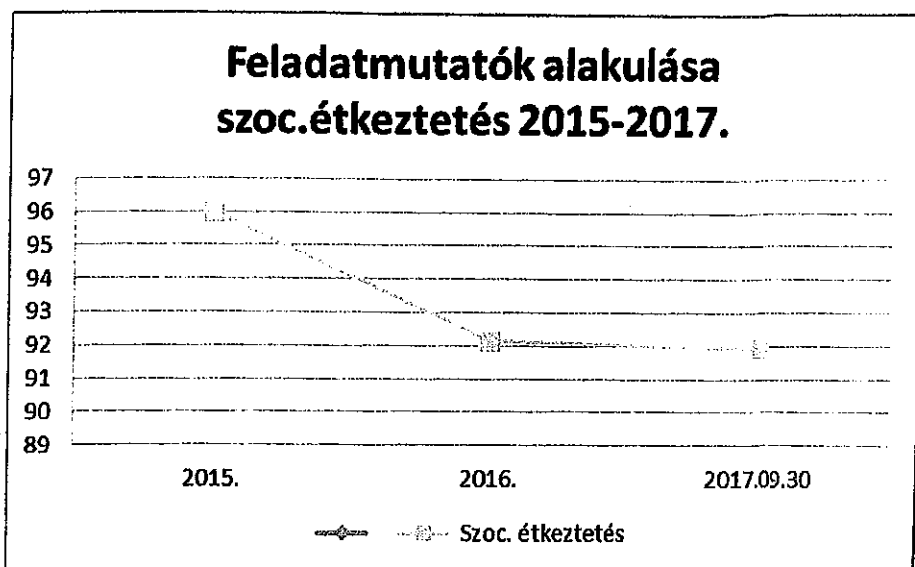 Feladatmutatók alakulása
szoc.étkeztetés 2015-2017.
97
96
95
94
93
92
91
90
89
2015. 2016. 2017.09.30
Szoc. étkeztetés